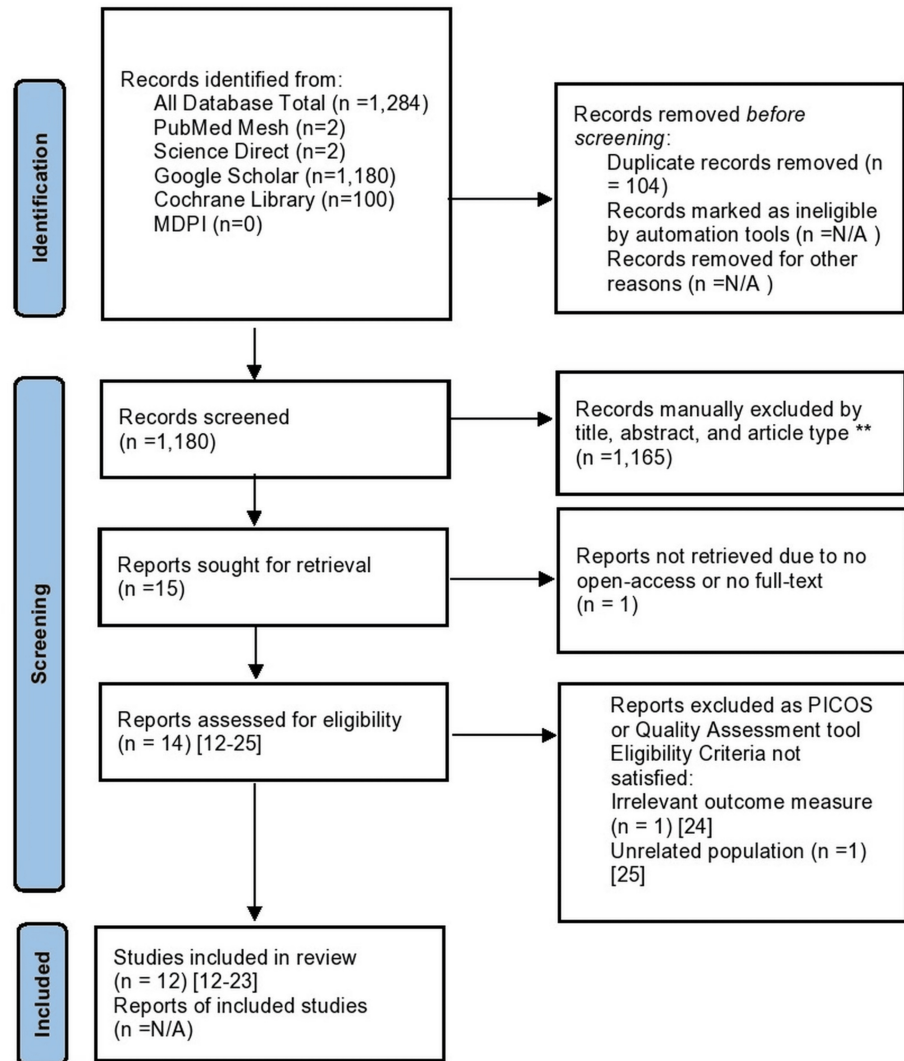 Identification
Records identified from:
All Database Total (n =1,284)
PubMed Mesh (n=2)
Science Direct (n=2)
Google Scholar (n=1,180)
Cochrane Library (n=100)
MDPI (n=0)
Records removed before
screening:
Duplicate records removed (n
= 104)
Records marked as ineligible
by automation tools (n =N/A )
Records removed for other
reasons (n =N/A )
Screening
Records screened
(n =1,180)
Records manually excluded by
title, abstract, and article type **
(n =1,165)
Reports sought for retrieval
(n =15)
Reports not retrieved due to no
open-access or no full-text
(n = 1)
Reports assessed for eligibility
(n = 14) [12-25]
Reports excluded as PICOS
or Quality Assessment tool
Eligibility Criteria not
satisfied:
Irrelevant outcome measure
(n = 1) [24]
Unrelated population (n =1)
[25]
Included
Studies included in review
(n = 12) [12-23]
Reports of included studies
(n =N/A)